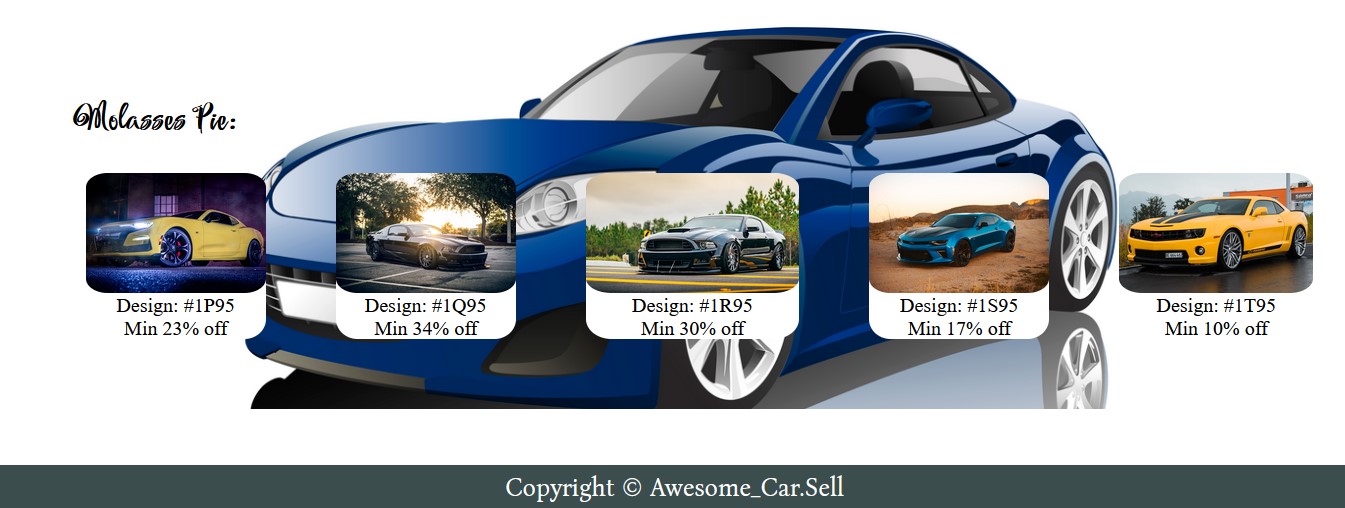 Molasses Pie:
Design: #1P95
Min 23% off
Design: #1Q95
Min 34% off
Design: #1R95
Min 30% off
Design: #1S95
Min 17% off
Design: #1T95
Min 10% off
Copyright © Awesome_Car.Sell